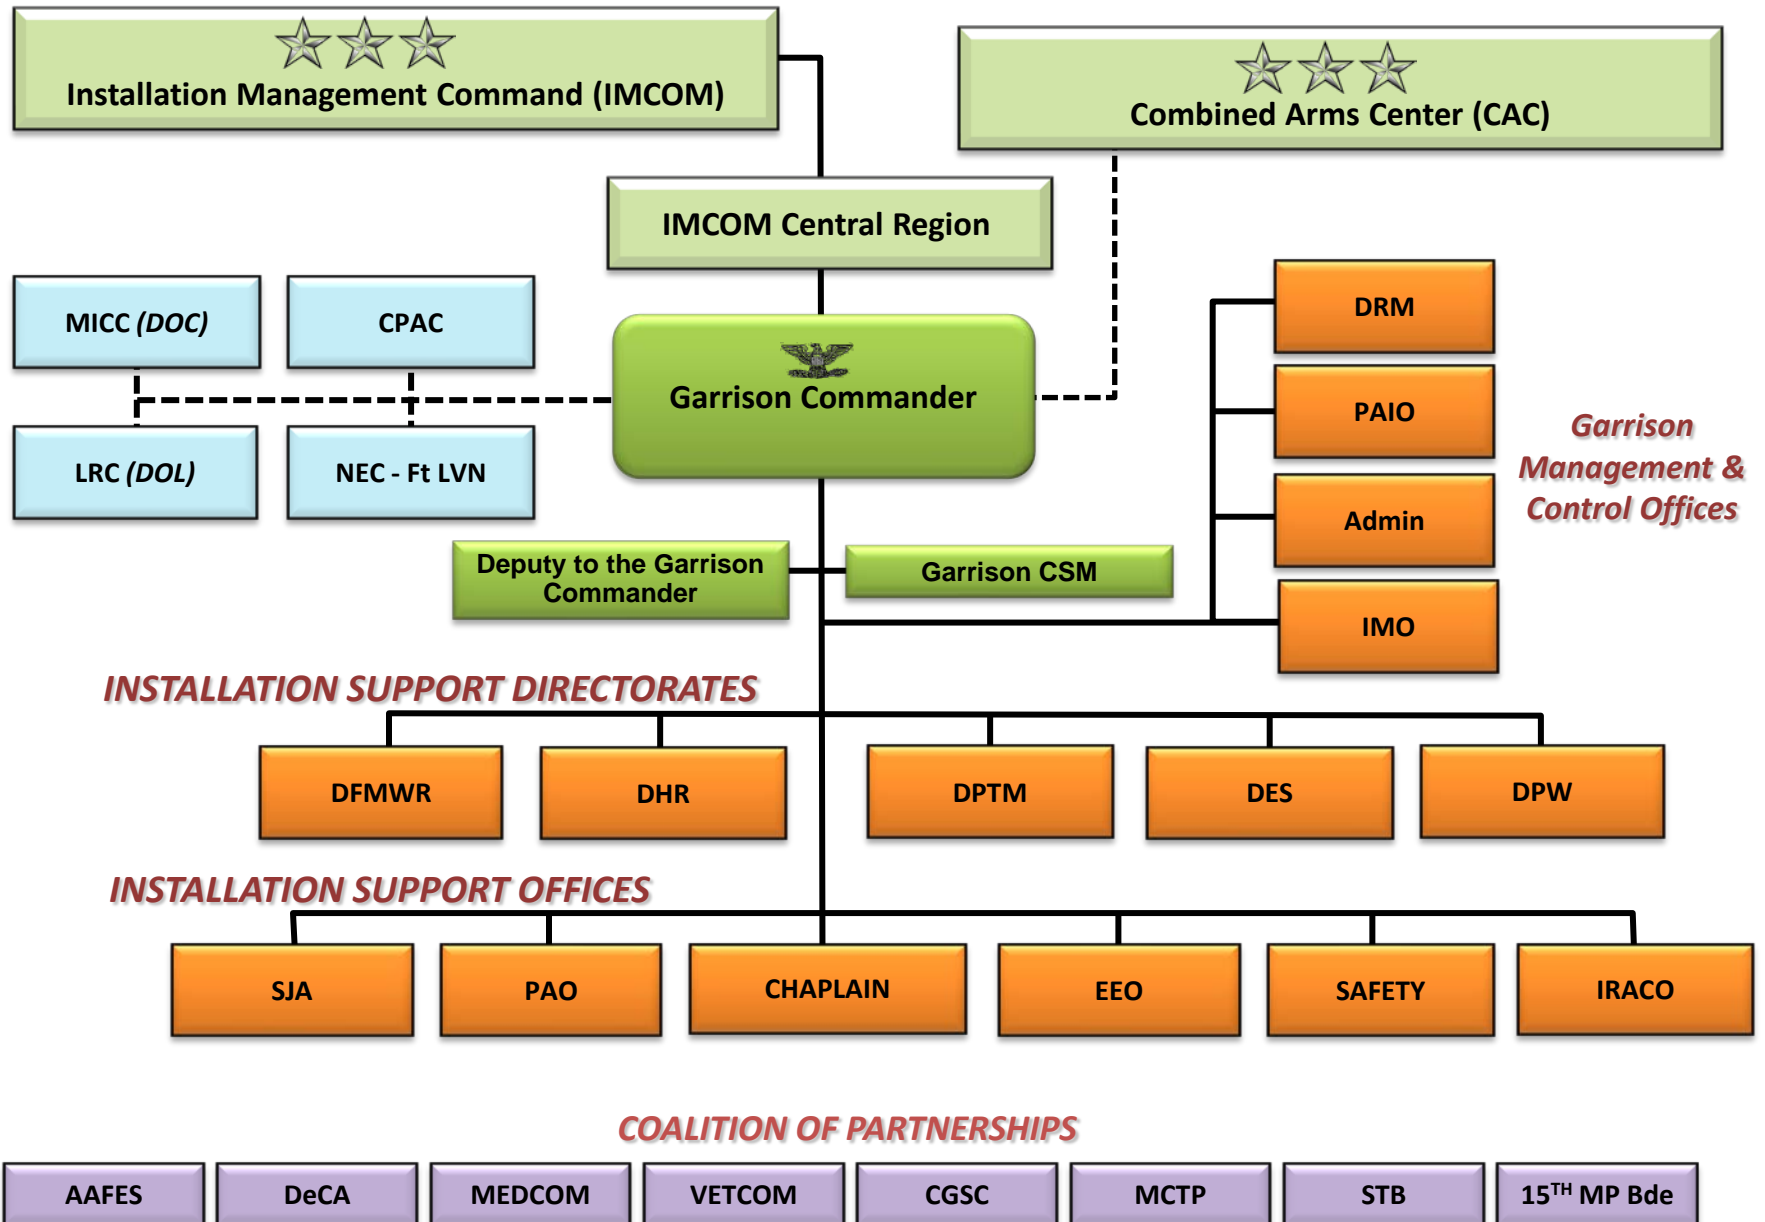 Installation Management Command (IMCOM)
Combined Arms Center (CAC)
IMCOM Central Region
MICC (DOC)
CPAC
LRC (DOL)
NEC - Ft LVN
Garrison Commander
DRM
PAIO
Admin
IMO
Garrison
Management &
Control Offices
Deputy to the Garrison
Commander
Garrison CSM
INSTALLATION SUPPORT DIRECTORATES
DFMWR
DHR
DPTM
DES
DPW
INSTALLATION SUPPORT OFFICES
SJA
PAO
CHAPLAIN
EEO
SAFETY
IRACO
COALITION OF PARTNERSHIPS
AAFES
DeCA
MEDCOM
VETCOM
CGSC
MCTP
STB
15TH MP Bde